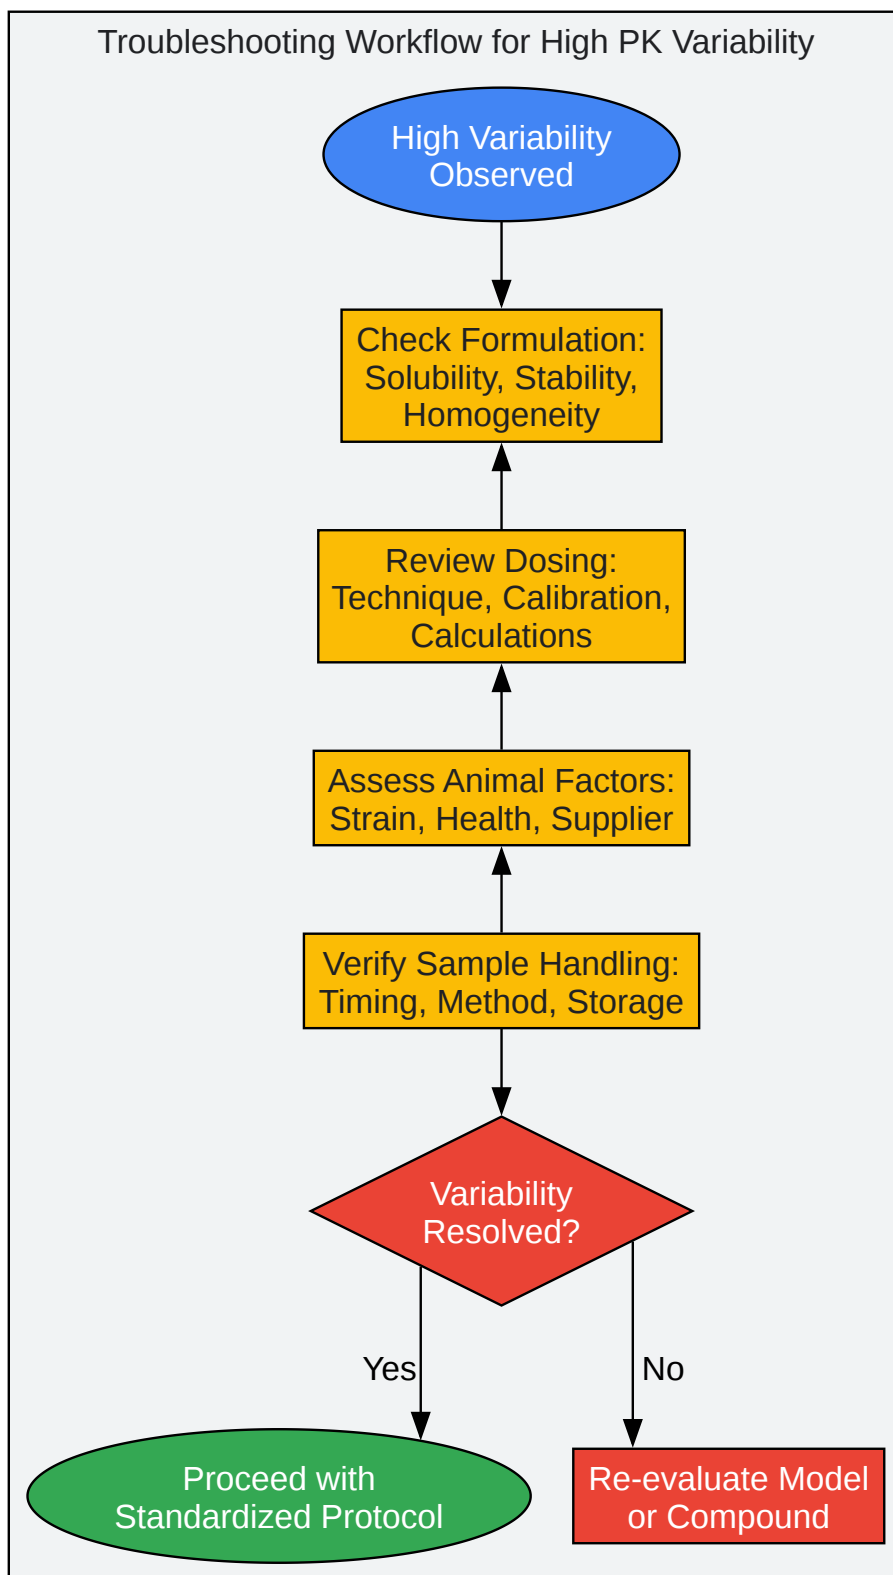 Troubleshooting Workflow for High PK Variability
High Variability
Observed
Check Formulation:
Solubility, Stability,
Homogeneity
Review Dosing:
Technique, Calibration,
Calculations
Assess Animal Factors:
Strain, Health, Supplier
Verify Sample Handling:
Timing, Method, Storage
Variability
Resolved?
Yes
No
Proceed with
Standardized Protocol
Re-evaluate Model
or Compound